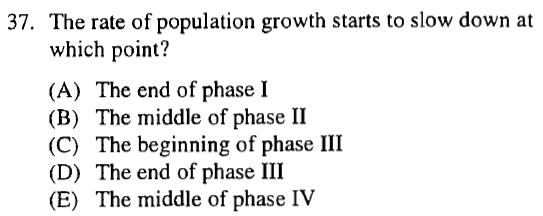 37. The rate of population growth starts to slow down at
which point?
(A) The end of phase I
(B) The middle of phase II
(C) The beginning of phase III
(D) The end of phase III
(E) The middle of phase IV